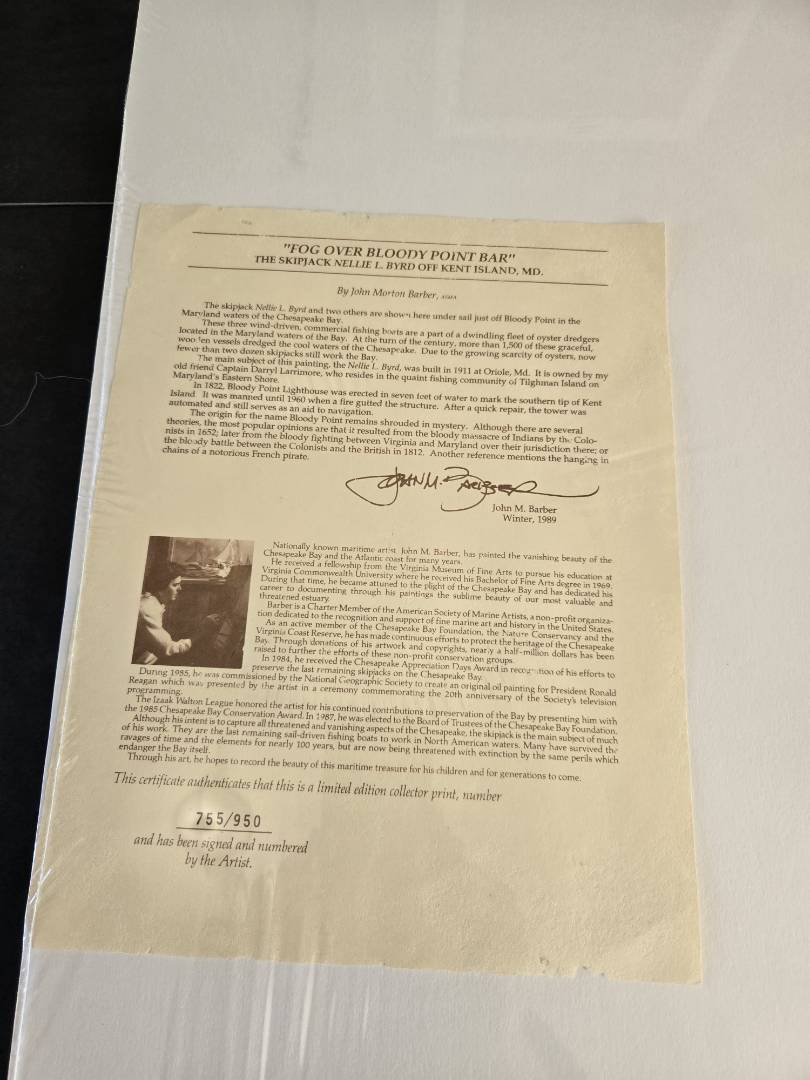 "FOG OVER BLOODY POINT BAR"
THE SKIPJACK NELLIE L. BYRD OFF KENT ISLAND, MD.
By John Morton Barber, ASMA
The skipjack Nellie L. Byrd and two others are shown here under sail just off Bloody Point in the
Maryland waters of the Chesapeake Bay.
These three wind-driven, commercial fishing boats are a part of a dwindling fleet of oyster dredgers
located in the Maryland waters of the Bay. At the turn of the century, more than 1,500 of these graceful,
wooden vessels dredged the cool waters of the Chesapeake. Due to the growing scarcity of oysters, now
fewer than two dozen skipjacks still work the Bay.
The main subject of this painting, the Nellie L. Byrd, was built in 1911 at Oriole, Md. It is owned by my
old friend Captain Darryl Larrimore, who resides in the quaint fishing community of Tilghman Island on
Maryland's Eastern Shore.
In 1822, Bloody Point Lighthouse was erected in seven feet of water to mark the southern tip of Kent
Island. It was manned until 1960 when a fire gutted the structure. After a quick repair, the tower was
automated and still serves as an aid to navigation.
The origin for the name Bloody Point remains shrouded in mystery. Although there are several
theories, the most popular opinions are that it resulted from the bloody massacre of Indians by the Colo-
nists in 1652; later from the bloody fighting between Virginia and Maryland over their jurisdiction there; or
the bloody battle between the Colonists and the British in 1812. Another reference mentions the hanging in
chains of a notorious French pirate.
John M. Barber
John M. Barber
Winter, 1989
Nationally known maritime artist, John M. Barber, has painted the vanishing beauty of the
Chesapeake Bay and the Atlantic coast for many years.
He received a fellowship from the Virginia Museum of Fine Arts to pursue his education at
Virginia Commonwealth University where he received his Bachelor of Fine Arts degree in 1969.
During that time, he became attuned to the plight of the Chesapeake Bay and has dedicated his
career to documenting through his paintings the sublime beauty of our most valuable and
threatened estuary.
Barber is a Charter Member of the American Society of Marine Artists, a non-profit organiza-
tion dedicated to the recognition and support of fine marine art and history in the United States.
As an active member of the Chesapeake Bay Foundation, the Nature Conservancy and the
Virginia Coast Reserve, he has made continuous efforts to protect the heritage of the Chesapeake
Bay. Through donations of his artwork and copyrights, nearly a half-million dollars has been
raised to further the efforts of these non-profit conservation groups.
In 1984, he received the Chesapeake Appreciation Days Award in recognition of his efforts to
preserve the last remaining skipjacks on the Chesapeake Bay.
During 1985, he was commissioned by the National Geographic Society to create an original oil painting for President Ronald
Reagan which was presented by the artist in a ceremony commemorating the 20th anniversary of the Society's television
programming.
The Izaak Walton League honored the artist for his continued contributions to preservation of the Bay by presenting him with
the 1985 Chesapeake Bay Conservation Award. In 1987, he was elected to the Board of Trustees of the Chesapeake Bay Foundation.
Although his intent is to capture all threatened and vanishing aspects of the Chesapeake, the skipjack is the main subject of much
of his work. They are the last remaining sail-driven fishing boats to work in North American waters. Many have survived the
ravages of time and the elements for nearly 100 years, but are now being threatened with extinction by the same perils which
endanger the Bay itself.
Through his art, he hopes to record the beauty of this maritime treasure for his children and for generations to come.
This certificate authenticates that this is a limited edition collector print, number
755/950
and has been signed and numbered
by the Artist.